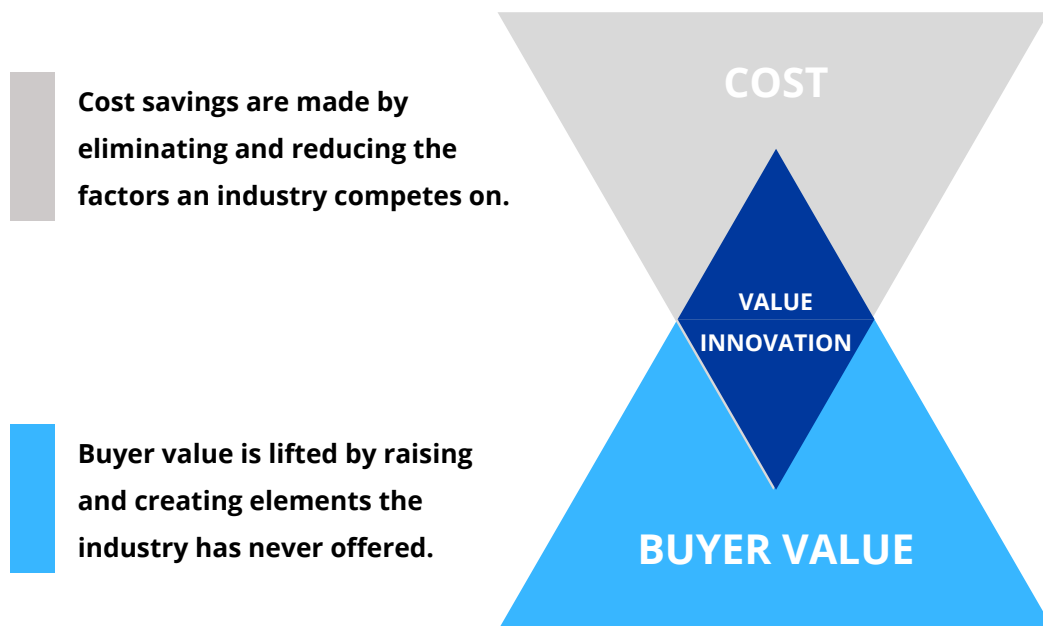 Cost savings are made by
eliminating and reducing the
factors an industry competes on.
COST
VALUE
INNOVATION
Buyer value is lifted by raising
and creating elements the
industry has never offered.
BUYER VALUE